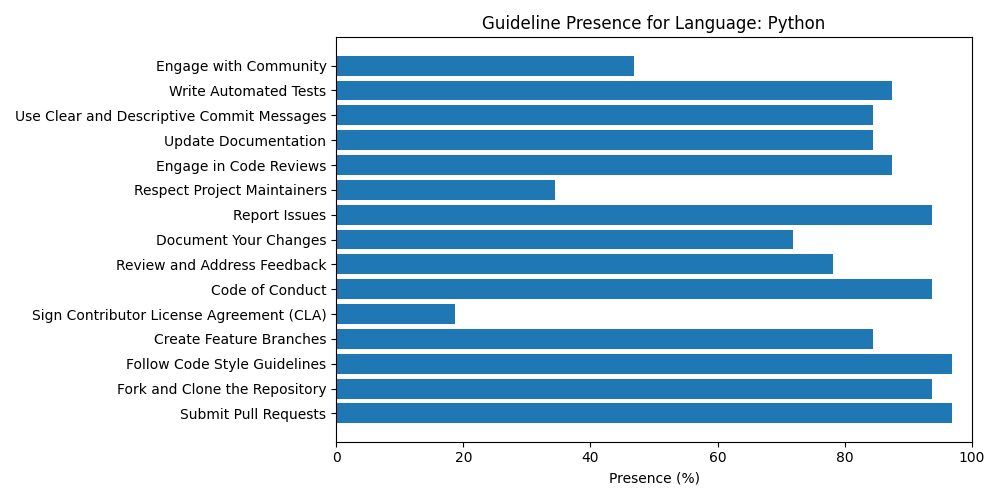 Guideline Presence for Language: Python
Engage with Community
Write Automated Tests
Use Clear and Descriptive Commit Messages
Update Documentation
Engage in Code Reviews
Respect Project Maintainers
Report Issues
Document Your Changes
Review and Address Feedback
Code of Conduct
Sign Contributor License Agreement (CLA)
Create Feature Branches
Follow Code Style Guidelines
Fork and Clone the Repository
Submit Pull Requests
0 20 40 60 80 100
Presence (%)